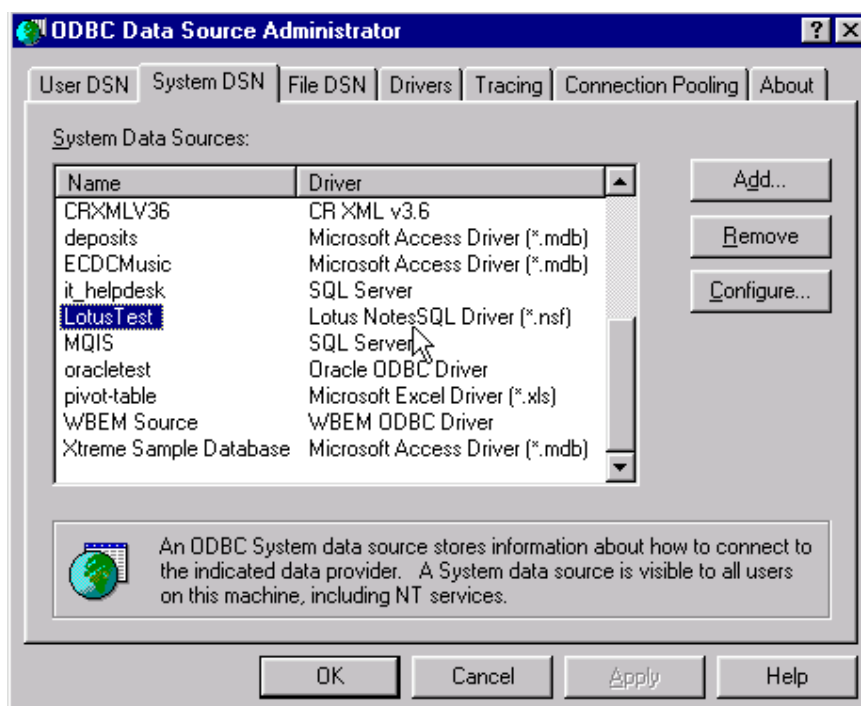 ODBC Data Source Administrator
User DSN System DSN File DSN Drivers Tracing Connection Pooling About
System Data Sources:
Name Driver
CRXMLV36 CR XML v3.6
deposits Microsoft Access Driver (*.mdb)
ECDCMusic Microsoft Access Driver (*.mdb)
it_helpdesk SQL Server
LotusTest Lotus NotesSQL Driver (*.nsf)
MQIS SQL Server
oracletest Oracle ODBC Driver
pivot-table Microsoft Excel Driver (*.xls)
WBEM Source WBEM ODBC Driver
Xtreme Sample Database Microsoft Access Driver (*.mdb)
Add...
Remove
Configure...
An ODBC System data source stores information about how to connect to
the indicated data provider. A System data source is visible to all users
on this machine, including NT services.
OK Cancel Apply Help